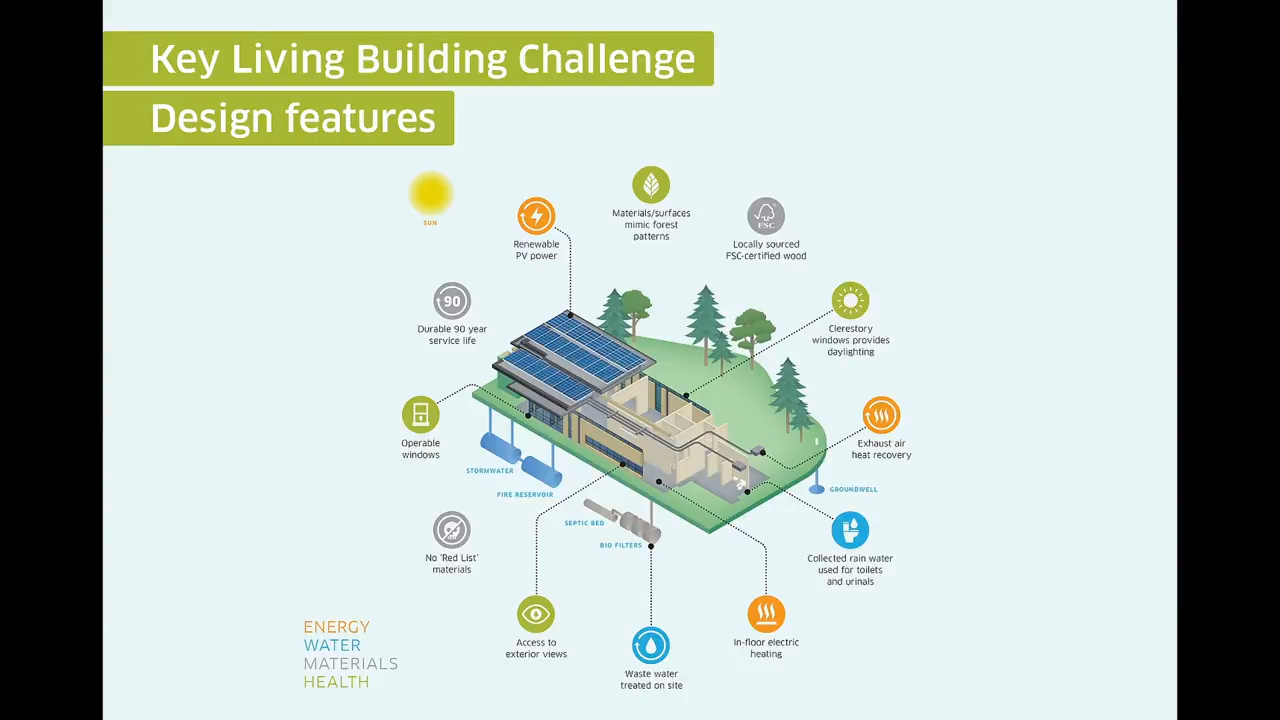 Key Living Building Challenge
Design features
SUN
Renewable
PV power
Materials/surfaces
mimic forest
patterns
FSC
Locally sourced
FSC-certified wood
90
Durable 90 year
service life
Clerestory
windows provides
daylighting
Operable
windows
Exhaust air
heat recovery
STORMWATER
FIRE RESERVOIR
GROUNDWELL
SEPTIC BED
BIO FILTERS
No 'Red List'
materials
Collected rain water
used for toilets
and urinals
Access to
exterior views
Waste water
treated on site
In-floor electric
heating
ENERGY
WATER
MATERIALS
HEALTH